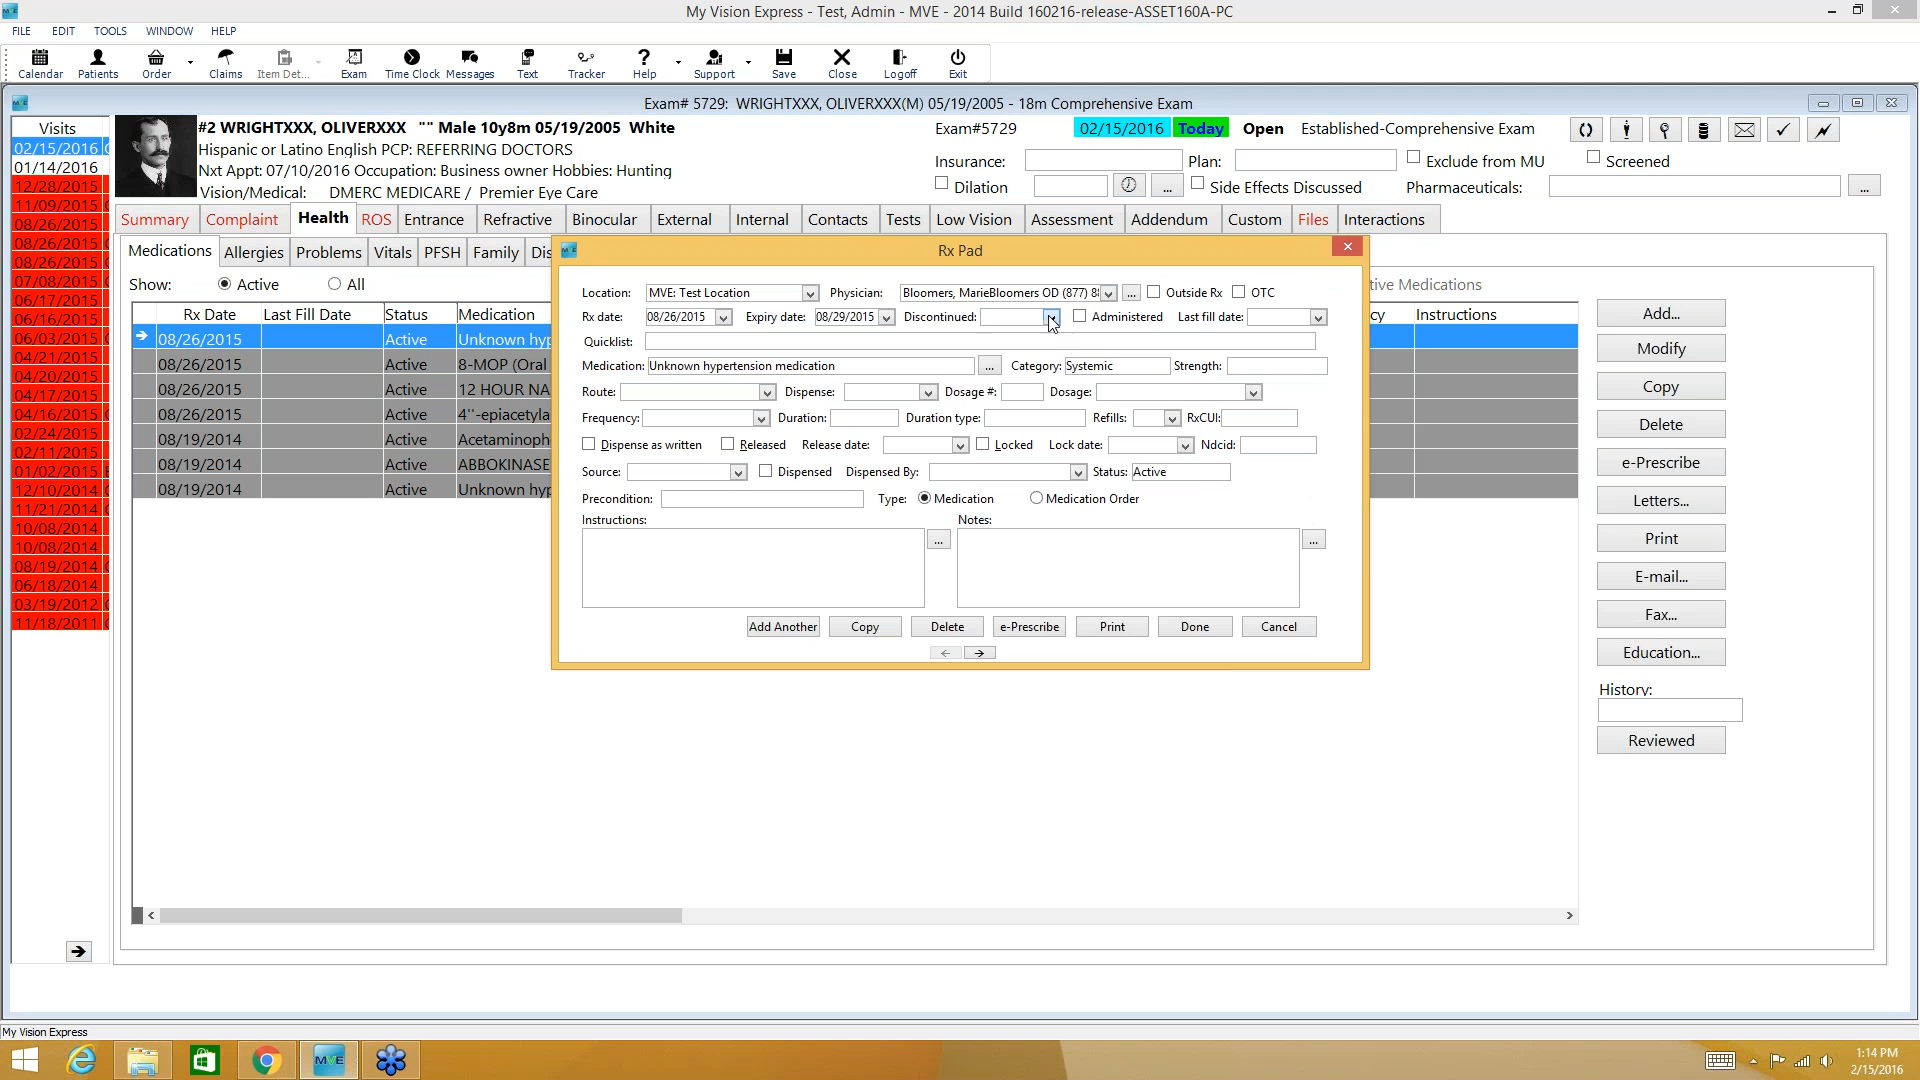 My Vision Express - Test, Admin - MVE - 2014 Build 160216-release-ASSET160A-PC
FILE EDIT TOOLS WINDOW HELP
Calendar Patients Order Claims Item Det... Exam Time Clock Messages Text Tracker Help Support Save Close Logoff Exit
Exam# 5729: WRIGHTXXX, OLIVERXXX(M) 05/19/2005 - 18m Comprehensive Exam
Visits
02/15/2016
01/14/2016
12/28/2015
11/09/2015
08/26/2015
08/26/2015
08/26/2015
07/08/2015
06/17/2015
06/16/2015
06/03/2015
04/21/2015
04/20/2015
04/17/2015
04/16/2015
02/24/2015
02/11/2015
01/02/2015
12/10/2014
11/21/2014
10/08/2014
10/08/2014
08/19/2014
06/18/2014
03/19/2012
11/18/2011
#2 WRIGHTXXX, OLIVERXXX "" Male 10y8m 05/19/2005 White
Hispanic or Latino English PCP: REFERRING DOCTORS
Nxt Appt: 07/10/2016 Occupation: Business owner Hobbies: Hunting
Vision/Medical: DMERC MEDICARE / Premier Eye Care
Exam#5729 02/15/2016 Today Open Established-Comprehensive Exam
Insurance: Plan: Exclude from MU Screened
Dilation ... Side Effects Discussed Pharmaceuticals: ...
Summary Complaint Health ROS Entrance Refractive Binocular External Internal Contacts Tests Low Vision Assessment Addendum Custom Files Interactions
Medications Allergies Problems Vitals PFSH Family Dis
Show: Active All tive Medications
Rx Date Last Fill Date Status Medication cy Instructions
08/26/2015 Active Unknown hyp
08/26/2015 Active 8-MOP (Oral
08/26/2015 Active 12 HOUR NA
08/26/2015 Active 4''-epiacetyla
08/19/2014 Active Acetaminoph
08/19/2014 Active ABBOKINASE
08/19/2014 Active Unknown hyp
Rx Pad
Location: MVE: Test Location Physician: Bloomers, MarieBloomers OD (877) 8 ... Outside Rx OTC
Rx date: 08/26/2015 Expiry date: 08/29/2015 Discontinued: Administered Last fill date:
Quicklist:
Medication: Unknown hypertension medication ... Category: Systemic Strength:
Route: Dispense: Dosage #: Dosage:
Frequency: Duration: Duration type: Refills: RxCUI:
Dispense as written Released Release date: Locked Lock date: Ndcid:
Source: Dispensed Dispensed By: Status: Active
Precondition: Type: Medication Medication Order
Instructions: Notes:
... ...
Add Another Copy Delete e-Prescribe Print Done Cancel
Add...
Modify
Copy
Delete
e-Prescribe
Letters...
Print
E-mail...
Fax...
Education...
History:
Reviewed
My Vision Express
MVE
1:14 PM
2/15/2016